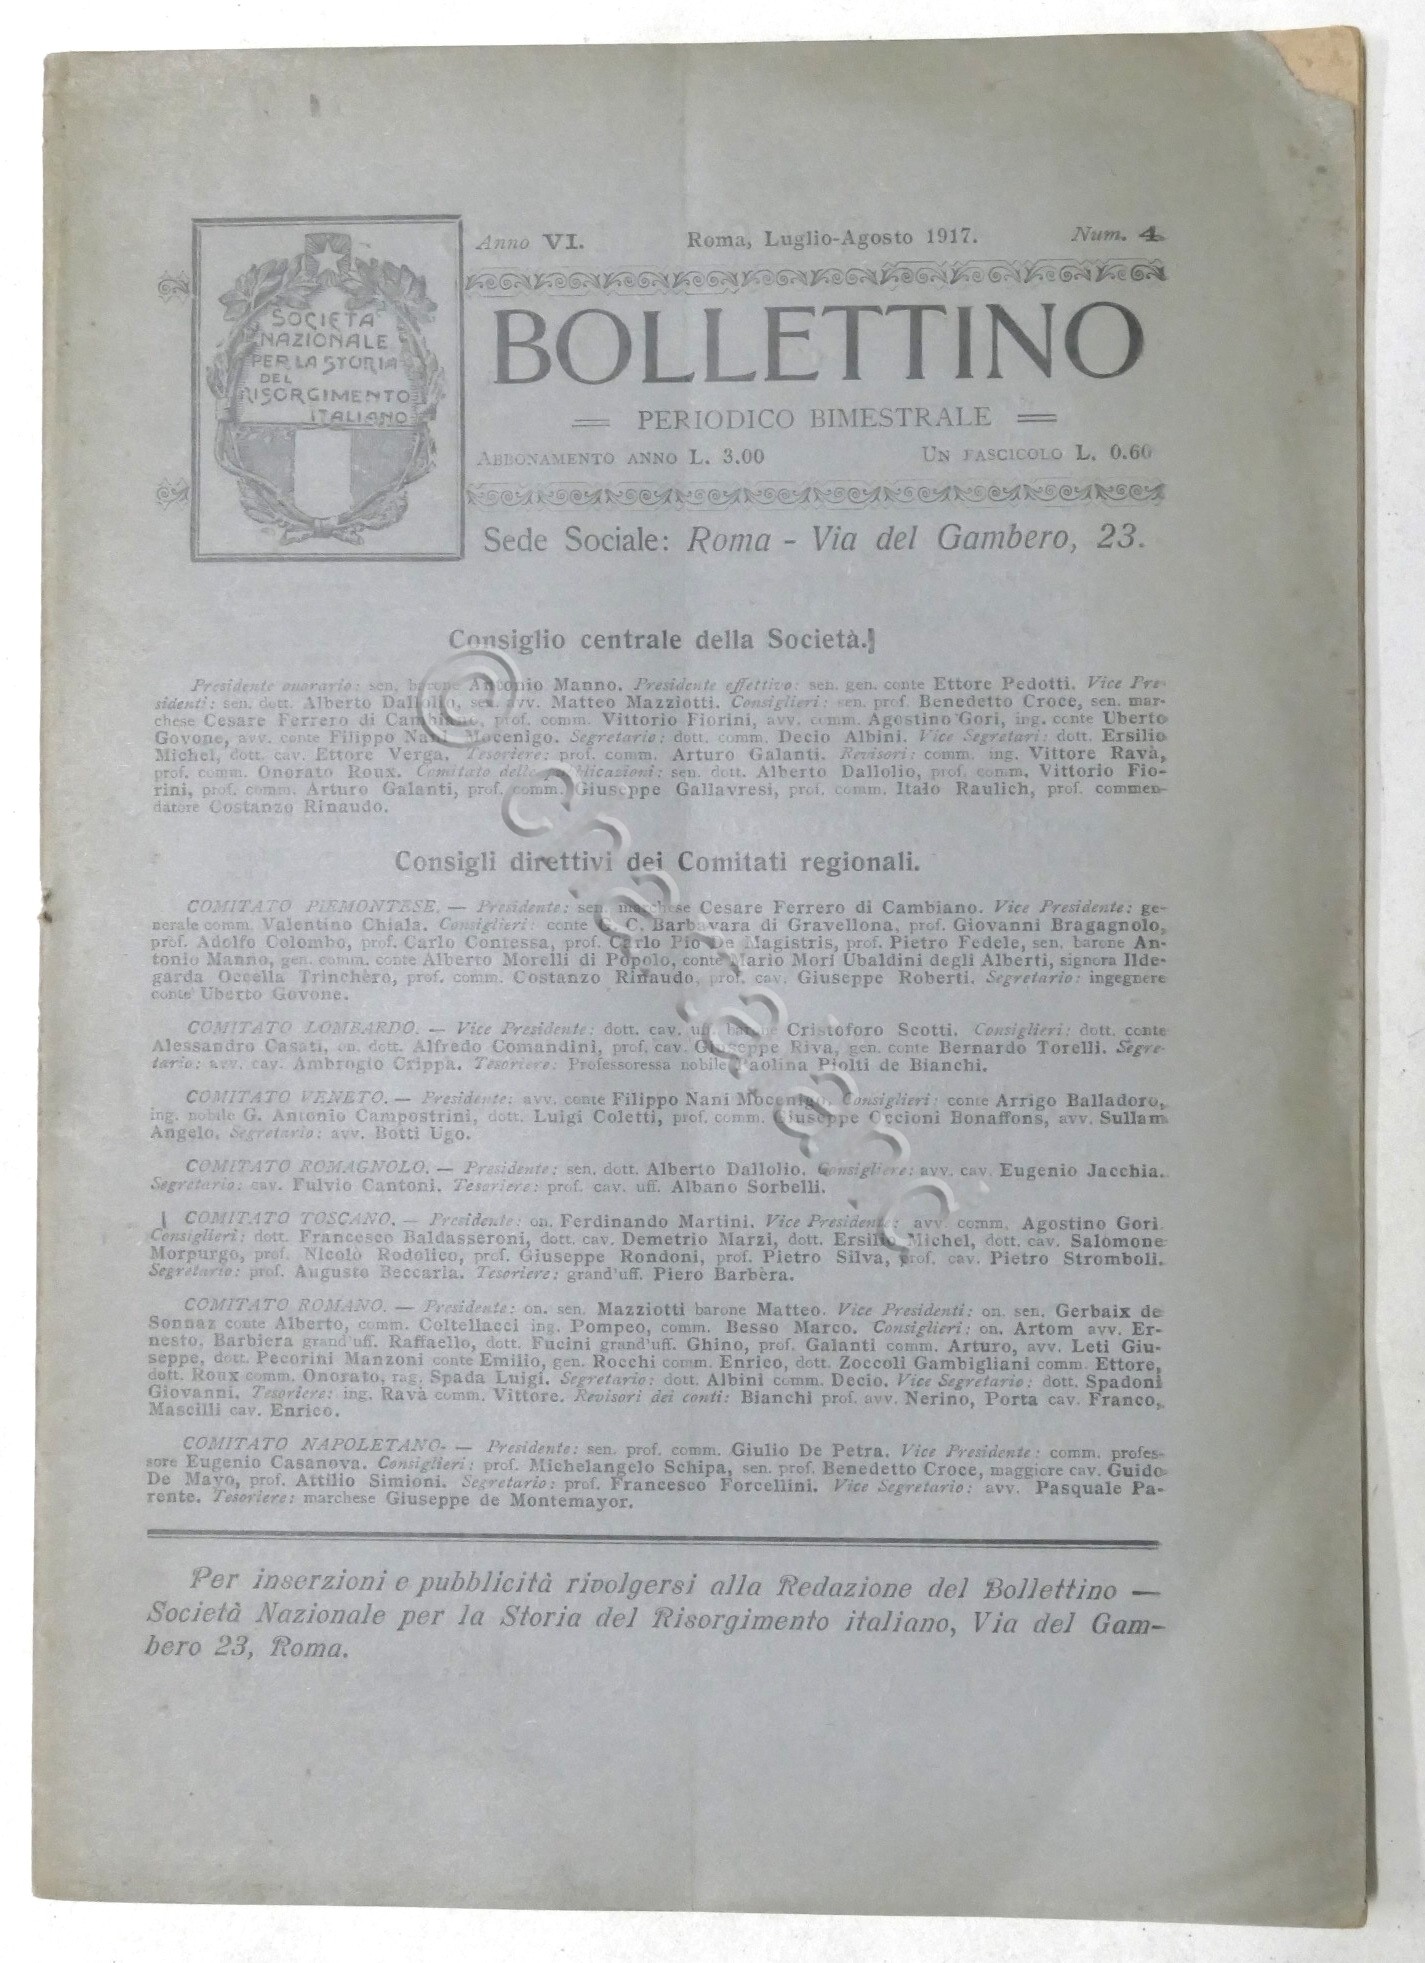 Anno VI. Roma, Luglio-Agosto 1917. Num. 4
SOCIETÀ
NAZIONALE
PER LA STORIA
DEL
RISORGIMENTO
ITALIANO
BOLLETTINO
PERIODICO BIMESTRALE
ABBONAMENTO ANNO L. 3.00 UN FASCICOLO L. 0.60
Sede Sociale: Roma - Via del Gambero, 23.
Consiglio centrale della Società.
Presidente onorario: sen. barone Antonio Manno. Presidente effettivo: sen. gen. conte Ettore Pedotti. Vice Pre-
sidenti: sen. dott. Alberto Dallolio, sen. avv. Matteo Mazziotti. Consiglieri: sen. prof. Benedetto Croce, sen. mar-
chese Cesare Ferrero di Cambiano, prof. comm. Vittorio Fiorini, avv. comm. Agostino Gori, ing. conte Uberto
Govone, avv. conte Filippo Nani Mocenigo. Segretario: dott. comm. Decio Albini. Vice Segretari: dott. Ersilio
Michel, dott. cav. Ettore Verga. Tesoriere: prof. comm. Arturo Galanti. Revisori: comm. ing. Vittore Ravà,
prof. comm. Onorato Roux. Comitato delle pubblicazioni: sen. dott. Alberto Dallolio, prof. comm. Vittorio Fio-
rini, prof. comm. Arturo Galanti, prof. comm. Giuseppe Gallavresi, prof. comm. Italo Raulich, prof. commen-
datore Costanzo Rinaudo.
Consigli direttivi dei Comitati regionali.
COMITATO PIEMONTESE. — Presidente: sen. marchese Cesare Ferrero di Cambiano. Vice Presidente: ge-
nerale comm. Valentino Chiala. Consiglieri: conte G. C. Barbavara di Gravellona, prof. Giovanni Bragagnolo,
prof. Adolfo Colombo, prof. Carlo Contessa, prof. Carlo Pio De Magistris, prof. Pietro Fedele, sen. barone An-
tonio Manno, gen. comm. conte Alberto Morelli di Popolo, conte Mario Mori Ubaldini degli Alberti, signora Ilde-
garda Occella Trinchero, prof. comm. Costanzo Rinaudo, prof. cav. Giuseppe Roberti. Segretario: ingegnere
conte Uberto Govone.
COMITATO LOMBARDO. — Vice Presidente: dott. cav. uff. barone Cristoforo Scotti. Consiglieri: dott. conte
Alessandro Casati, on. dott. Alfredo Comandini, prof. cav. Giuseppe Riva, gen. conte Bernardo Torelli. Segre-
tario: avv. cav. Ambrogio Crippa. Tesoriere: Professoressa nobile Paolina Piolti de Bianchi.
COMITATO VENETO. — Presidente: avv. conte Filippo Nani Mocenigo. Consiglieri: conte Arrigo Balladoro,
ing. nobile G. Antonio Campostrini, dott. Luigi Coletti, prof. comm. Giuseppe Occioni Bonaffons, avv. Sullam
Angelo. Segretario: avv. Botti Ugo.
COMITATO ROMAGNOLO. — Presidente: sen. dott. Alberto Dallolio. Consigliere: avv. cav. Eugenio Jacchia.
Segretario: cav. Fulvio Cantoni. Tesoriere: prof. cav. uff. Albano Sorbelli.
COMITATO TOSCANO. — Presidente: on. Ferdinando Martini. Vice Presidente: avv. comm. Agostino Gori
Consiglieri: dott. Francesco Baldasseroni, dott. cav. Demetrio Marzi, dott. Ersilio Michel, dott. cav. Salomone
Morpurgo, prof. Nicolò Rodolico, prof. Giuseppe Rondoni, prof. Pietro Silva, prof. cav. Pietro Stromboli.
Segretario: prof. Augusto Beccaria. Tesoriere: grand'uff. Piero Barbèra.
COMITATO ROMANO. — Presidente: on. sen. Mazziotti barone Matteo. Vice Presidenti: on. sen. Gerbaix de
Sonnaz conte Alberto, comm. Coltellacci ing. Pompeo, comm. Besso Marco. Consiglieri: on. Artom avv. Er-
nesto, Barbiera grand'uff. Raffaello, dott. Fucini grand'uff. Ghino, prof. Galanti comm. Arturo, avv. Leti Giu-
seppe, dott. Pecorini Manzoni conte Emilio, gen. Rocchi comm. Enrico, dott. Zoccoli Gambigliani comm. Ettore,
dott. Roux comm. Onorato, rag. Spada Luigi. Segretario: dott. Albini comm. Decio. Vice Segretario: dott. Spadoni
Giovanni. Tesoriere: ing. Ravà comm. Vittore. Revisori dei conti: Bianchi prof. avv. Nerino, Porta cav. Franco,
Mascilli cav. Enrico.
COMITATO NAPOLETANO. — Presidente: sen. prof. comm. Giulio De Petra. Vice Presidente: comm. profes-
sore Eugenio Casanova. Consiglieri: prof. Michelangelo Schipa, sen. prof. Benedetto Croce, maggiore cav. Guido
De Mayo, prof. Attilio Simioni. Segretario: prof. Francesco Forcellini. Vice Segretario: avv. Pasquale Pa-
rente. Tesoriere: marchese Giuseppe de Montemayor.
Per inserzioni e pubblicità rivolgersi alla Redazione del Bollettino —
Società Nazionale per la Storia del Risorgimento italiano, Via del Gam-
bero 23, Roma.